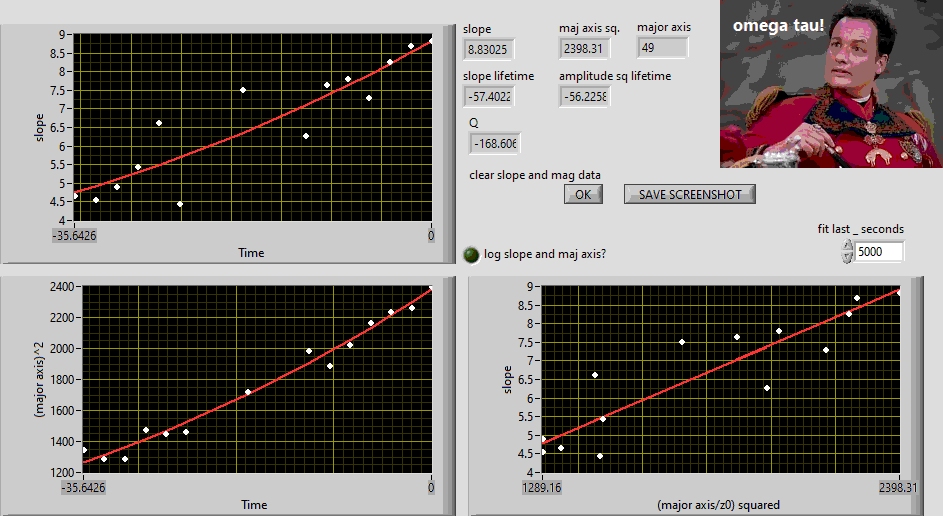 omega tau!
slope
8.83025
maj axis sq.
2398.31
major axis
49
slope lifetime
-57.4022
amplitude sq lifetime
-56.2258
Q
-168.606
clear slope and mag data
OK
SAVE SCREENSHOT
fit last _ seconds
5000
log slope and maj axis?
9
8.5
8
7.5
7
6.5
6
5.5
5
4.5
4
slope
-35.6426
0
Time
2400
2200
2000
1800
1600
1400
1200
(major axis)^2
-35.6426
0
Time
9
8.5
8
7.5
7
6.5
6
5.5
5
4.5
4
slope
1289.16
2398.31
(major axis/z0) squared